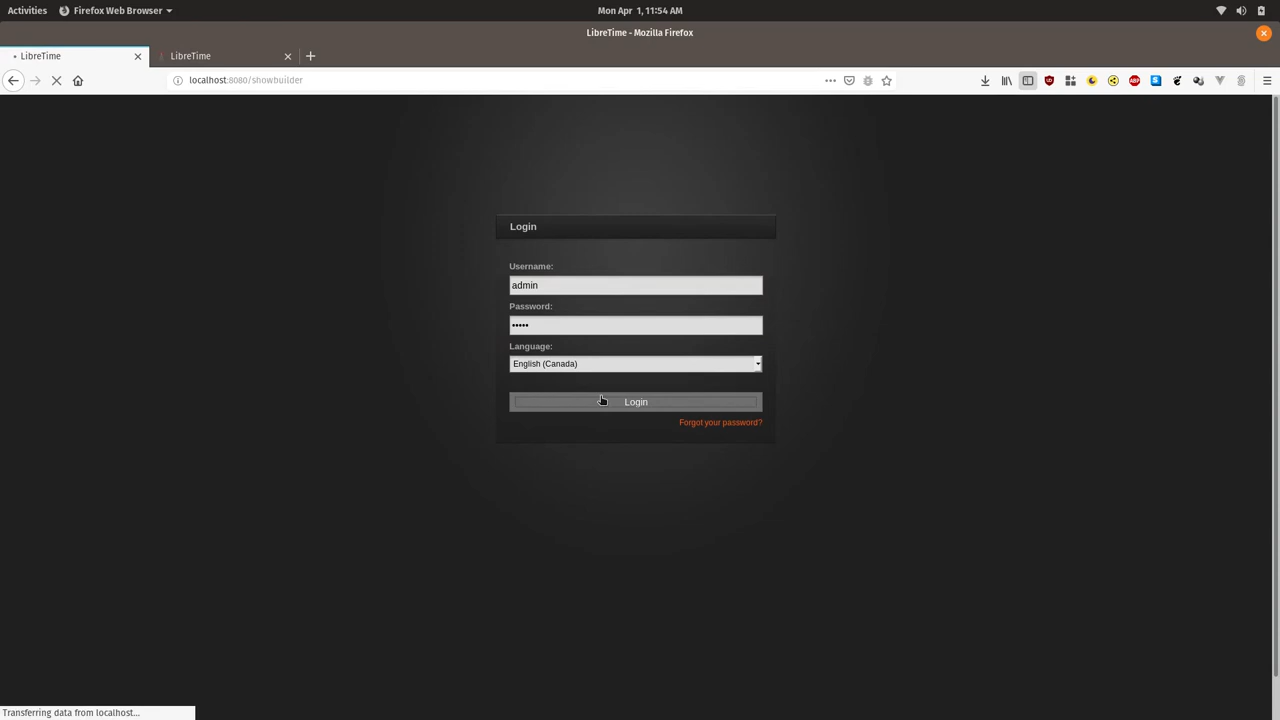 Activities Firefox Web Browser Mon Apr 1, 11:54 AM
LibreTime - Mozilla Firefox
• LibreTime LibreTime
localhost:8080/showbuilder
Login
Username:
admin
Password:
•••••
Language:
English (Canada)
Login
Forgot your password?
Transferring data from localhost...